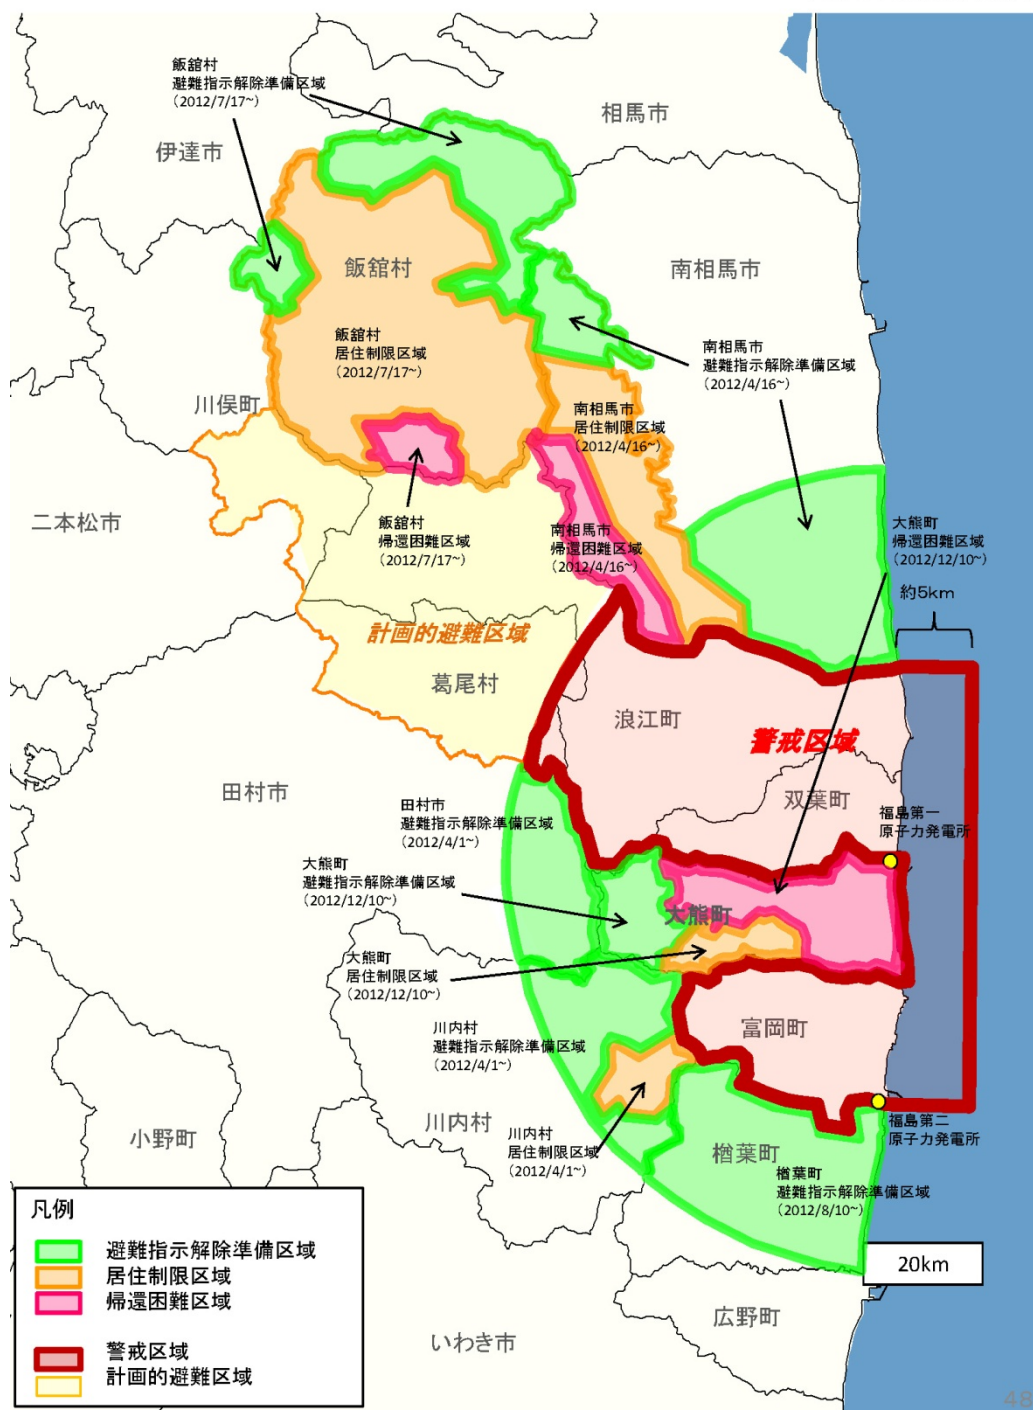 飯舘村
避難指示解除準備区域
(2012/7/17~)
相馬市
伊達市
飯舘村
南相馬市
飯舘村
居住制限区域
(2012/7/17~)
南相馬市
避難指示解除準備区域
(2012/4/16~)
川俣町
南相馬市
居住制限区域
(2012/4/16~)
二本松市
飯舘村
帰還困難区域
(2012/7/17~)
南相馬市
帰還困難区域
(2012/4/16~)
大熊町
帰還困難区域
(2012/12/10~)
約5km
計画的避難区域
葛尾村
浪江町
警戒区域
田村市
双葉町
田村市
避難指示解除準備区域
(2012/4/1~)
福島第一
原子力発電所
大熊町
避難指示解除準備区域
(2012/12/10~)
大熊町
大熊町
居住制限区域
(2012/12/10~)
川内村
避難指示解除準備区域
(2012/4/1~)
富岡町
小野町
川内村
川内村
居住制限区域
(2012/4/1~)
福島第二
原子力発電所
楢葉町
楢葉町
避難指示解除準備区域
(2012/8/10~)
凡例
避難指示解除準備区域
居住制限区域
帰還困難区域
警戒区域
計画的避難区域
20km
広野町
いわき市
48